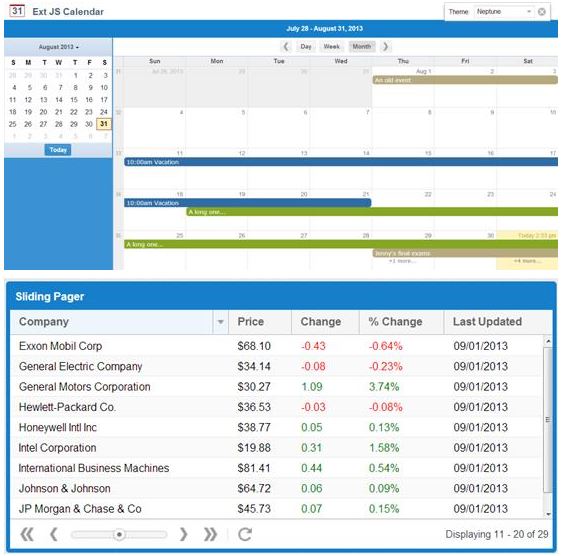 31 Ext JS Calendar
Theme: Neptune
July 28 - August 31, 2013
August 2013
Day Week Month
S M T W T F S
28 29 30 31 1 2 3
4 5 6 7 8 9 10
11 12 13 14 15 16 17
18 19 20 21 22 23 24
25 26 27 28 29 30 31
1 2 3 4 5 6 7
Today
Sun Mon Tue Wed Thu Fri Sat
31 Jul 28, 2013 29 30 31 Aug 1 2 3
An old event
32 4 5 6 7 8 9 10
33 11 12 13 14 15 16 17
10:00am Vacation
34 18 19 20 21 22 23 24
10:00am Vacation
A long one...
35 25 26 27 28 29 30 Today 2:33 pm
A long one...
Jenny's final exams
+1 more... +4 more...
Sliding Pager
Company Price Change % Change Last Updated
Exxon Mobil Corp $68.10 -0.43 -0.64% 09/01/2013
General Electric Company $34.14 -0.08 -0.23% 09/01/2013
General Motors Corporation $30.27 1.09 3.74% 09/01/2013
Hewlett-Packard Co. $36.53 -0.03 -0.08% 09/01/2013
Honeywell Intl Inc $38.77 0.05 0.13% 09/01/2013
Intel Corporation $19.88 0.31 1.58% 09/01/2013
International Business Machines $81.41 0.44 0.54% 09/01/2013
Johnson & Johnson $64.72 0.06 0.09% 09/01/2013
JP Morgan & Chase & Co $45.73 0.07 0.15% 09/01/2013
Displaying 11 - 20 of 29